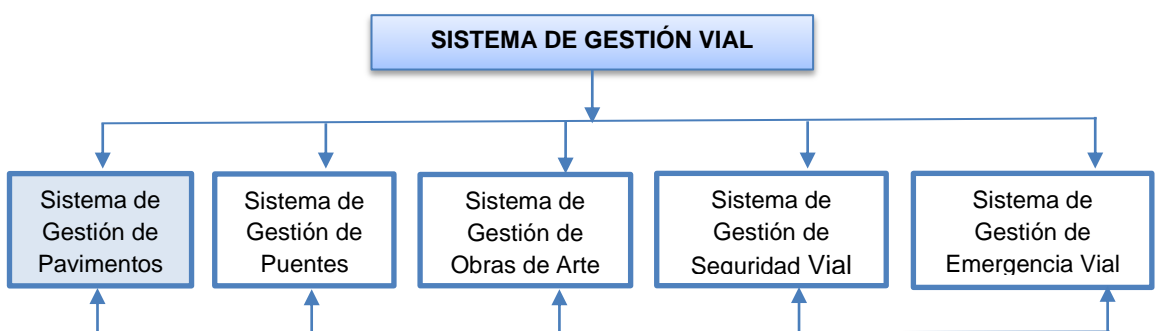 SISTEMA DE GESTIÓN VIAL
Sistema de
Gestión de
Pavimentos
Sistema de
Gestión de
Puentes
Sistema de
Gestión de
Obras de Arte
Sistema de
Gestión de
Seguridad Vial
Sistema de
Gestión de
Emergencia Vial